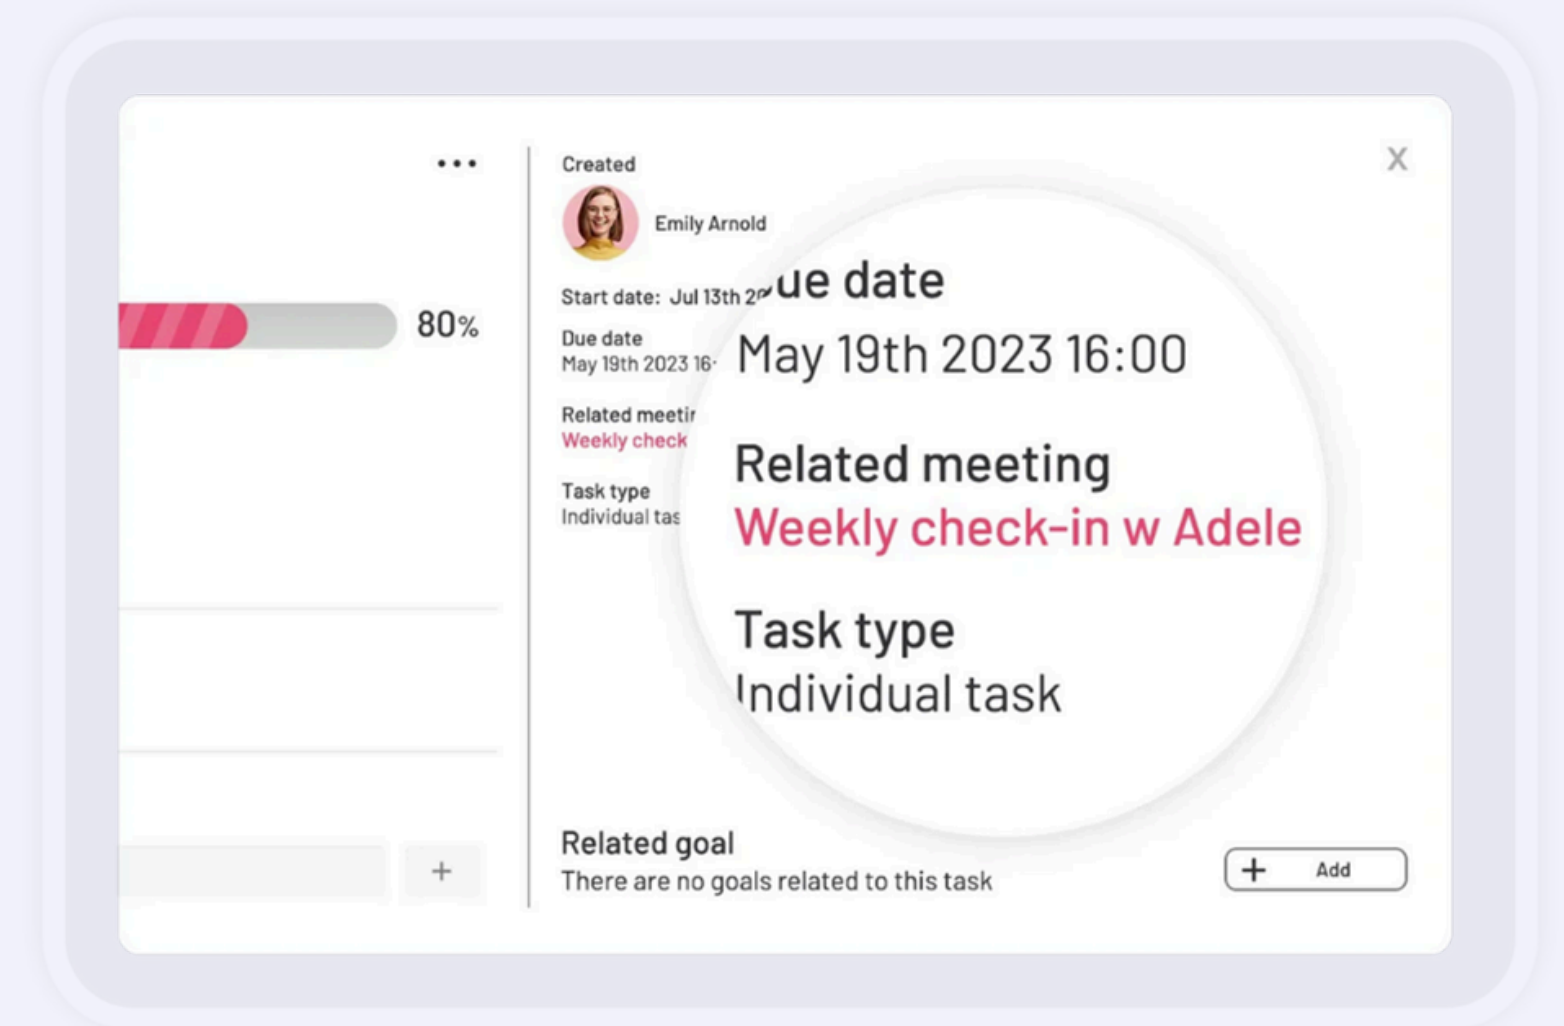 80%
Created
Emily Arnold
Start date: Jul 13th
Due date
May 19th 2023
Related
Weekly check
Task type
Individual
ue date
May 19th 2023 16:00
Related meeting
Weekly check-in w Adele
Task type
Individual task
Related goal
There are no goals related to this task
+ Add
+
X